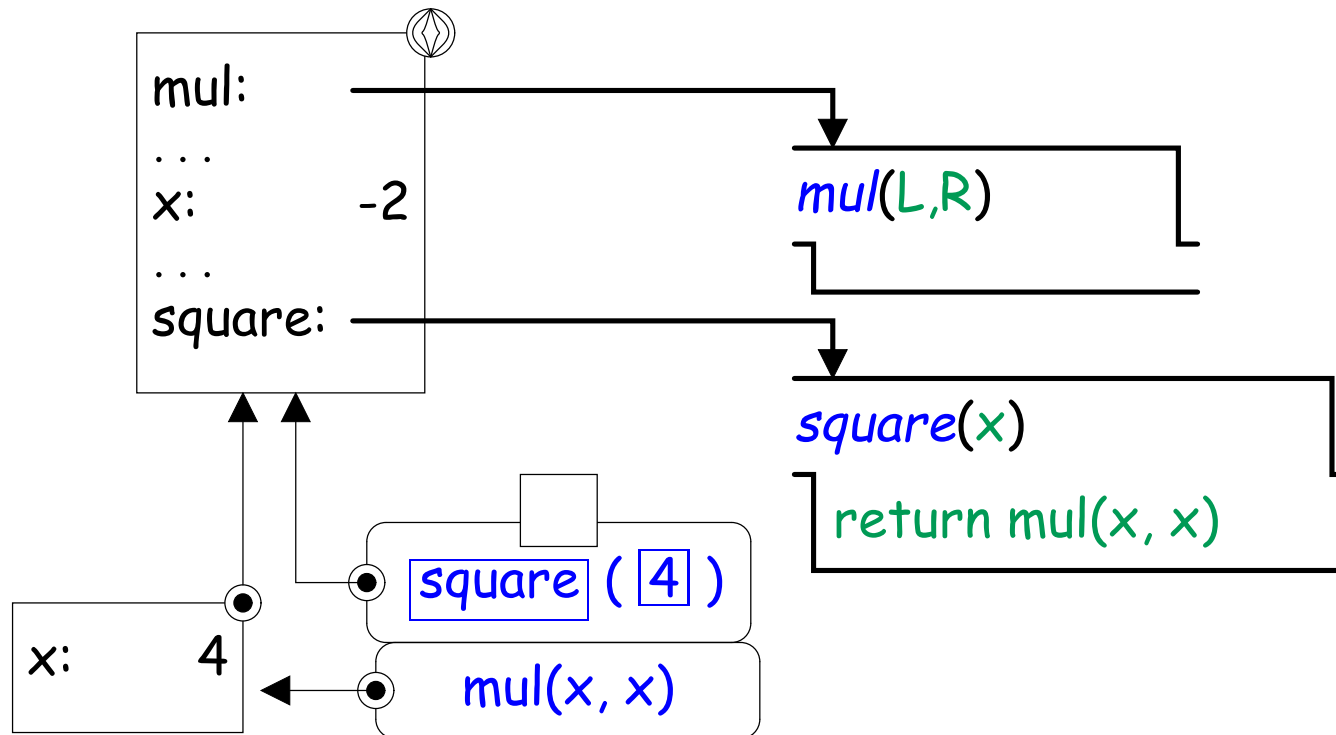 mul:
. . .
x: -2
. . .
square:
mul(L,R)
square(x)
return mul(x, x)
square ( 4 )
x: 4
mul(x, x)